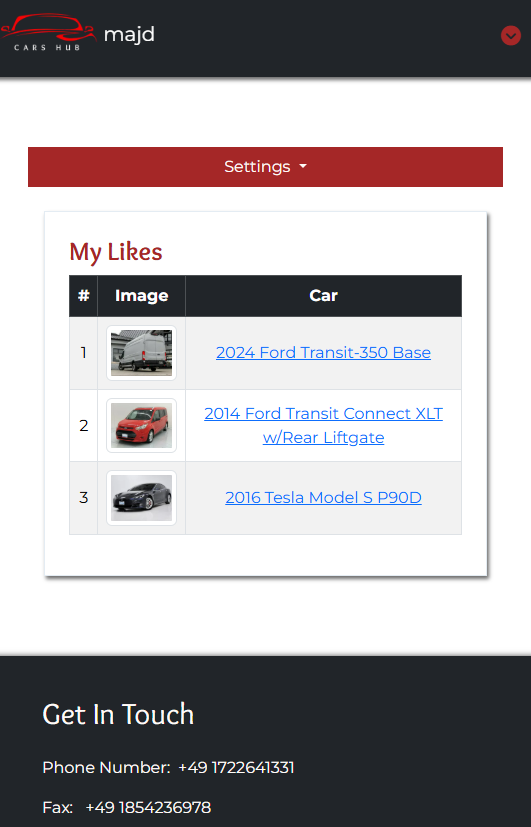 CARS HUB
majd
Settings
My Likes
# Image Car
1 2024 Ford Transit-350 Base
2 2014 Ford Transit Connect XLT
w/Rear Liftgate
3 2016 Tesla Model S P90D
Get In Touch
Phone Number: +49 1722641331
Fax: +49 1854236978